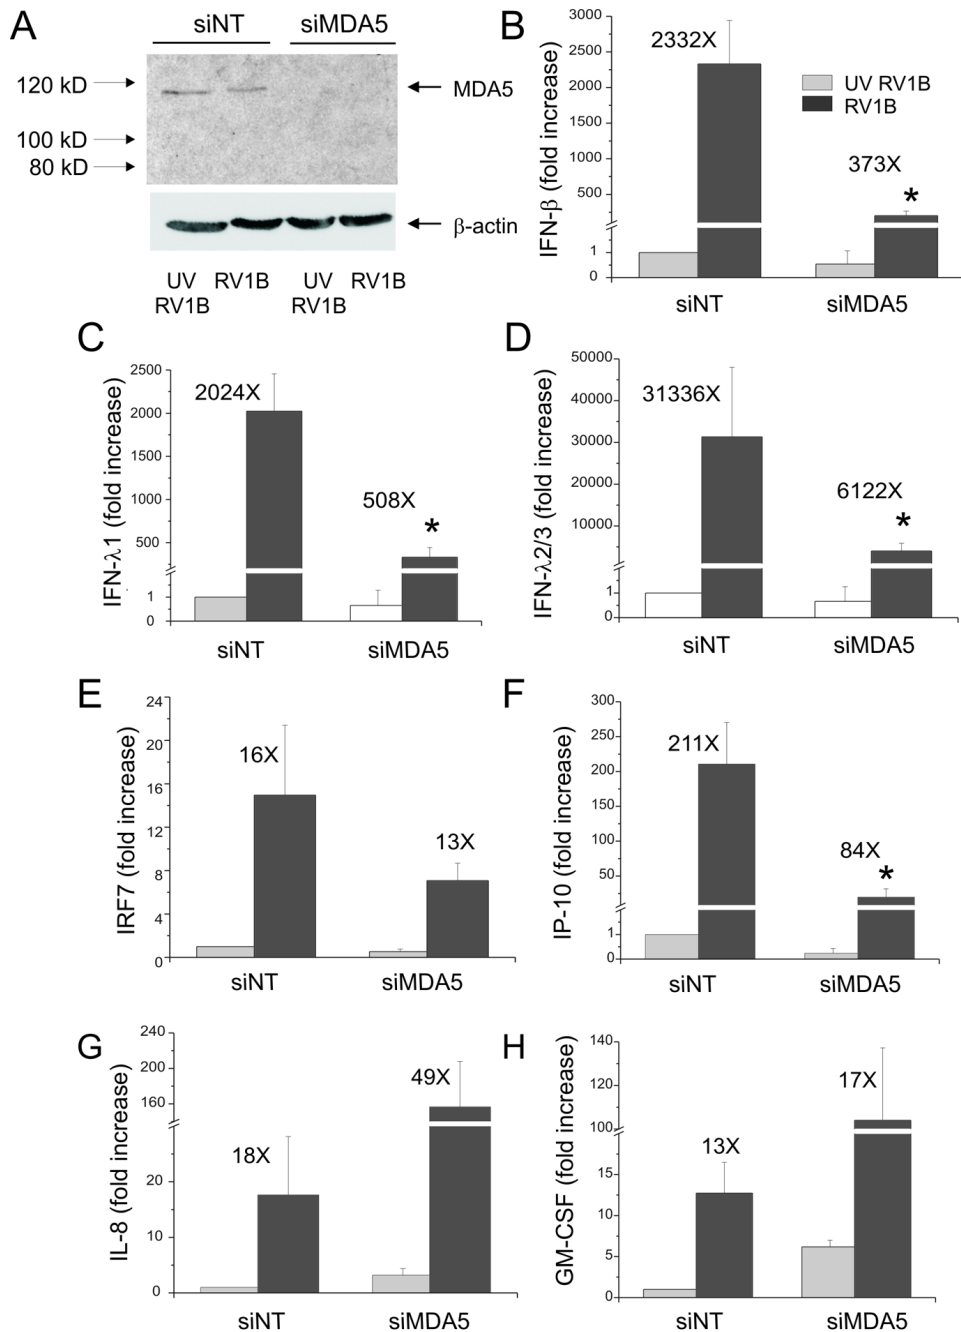 A
siNT siMDA5
120 kD
MDA5
100 kD
80 kD
β-actin
UV RV1B UV RV1B
RV1B RV1B
B
IFN-β (fold increase)
3000
2500
2000
1500
1000
500
1
0
2332X
373X
*
UV RV1B
RV1B
siNT siMDA5
C
IFN-λ1 (fold increase)
2500
2000
1500
1000
500
1
0
2024X
508X
*
siNT siMDA5
D
IFN-λ2/3 (fold increase)
50000
40000
30000
20000
10000
1
0
31336X
6122X
*
siNT siMDA5
E
IRF7 (fold increase)
24
20
16
12
8
4
0
16X
13X
siNT siMDA5
F
IP-10 (fold increase)
300
250
200
150
100
50
1
0
211X
84X
*
siNT siMDA5
G
IL-8 (fold increase)
240
200
160
20
10
0
18X
49X
siNT siMDA5
H
GM-CSF (fold increase)
140
120
100
15
10
5
0
13X
17X
siNT siMDA5